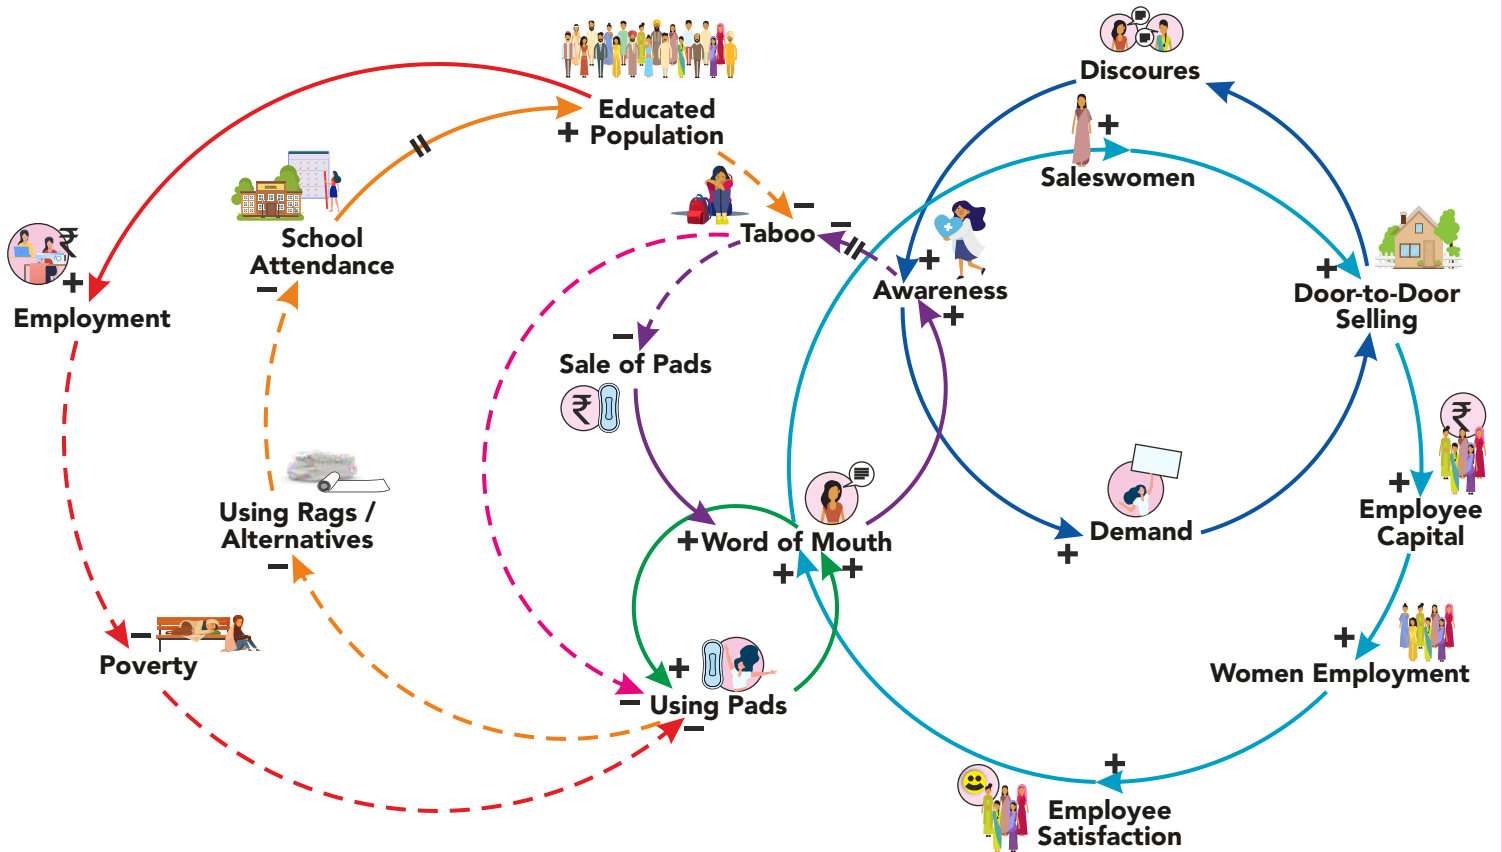 Discoures
Educated
+ Population
+
Saleswomen
School
Attendance
−
Taboo
−
−
+
Employment
+
Awareness
+
+
Door-to-Door
Selling
−
Sale of Pads
₹
₹
₹
SCHOOL
+
Employee
Capital
Using Rags /
Alternatives
−
+Word of Mouth
+
+
Demand
+
−
Poverty
+
Using Pads
−
−
+
Women Employment
+
Employee
Satisfaction